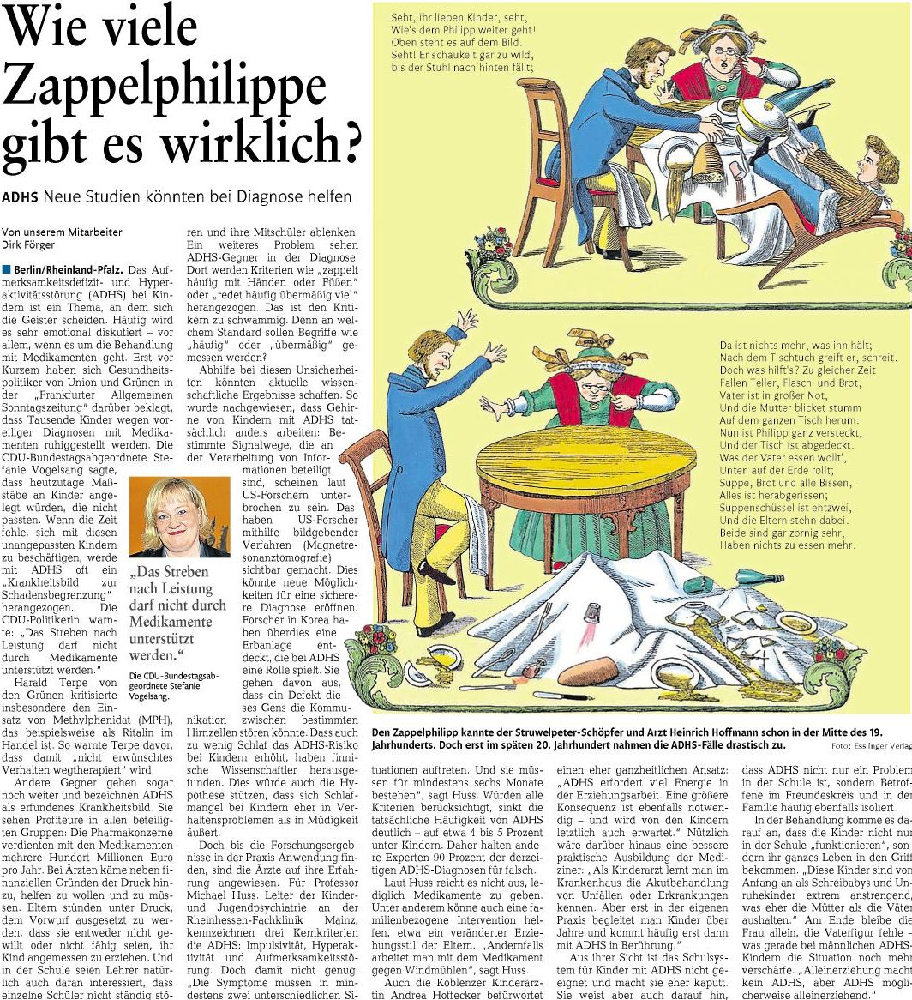 Wie viele
Zappelphilippe
gibt es wirklich?
ADHS Neue Studien könnten bei Diagnose helfen
Von unserem Mitarbeiter
Dirk Förger
Berlin/Rheinland-Pfalz. Das Auf-
merksamkeitsdefizit- und Hyper-
aktivitätsstörung (ADHS) bei Kin-
dern ist ein Thema, an dem sich
die Geister scheiden. Häufig wird
es sehr emotional diskutiert – vor
allem, wenn es um die Behandlung
mit Medikamenten geht. Erst vor
Kurzem haben sich Gesundheits-
politiker von Union und Grünen in
der „Frankfurter Allgemeinen
Sonntagszeitung" darüber beklagt,
dass Tausende Kinder wegen vor-
eiliger Diagnosen mit Medika-
menten ruhiggestellt werden. Die
CDU-Bundestagsabgeordnete Ste-
fanie Vogelsang sagte,
dass heutzutage Maß-
stäbe an Kinder ange-
legt würden, die nicht
passten. Wenn die Zeit
fehle, sich mit diesen
unangepassten Kindern
zu beschäftigen, werde
mit ADHS oft ein
„Krankheitsbild zur
Schadensbegrenzung"
herangezogen. Die
CDU-Politikerin warn-
te: „Das Streben nach
Leistung darf nicht
durch Medikamente
unterstützt werden."
Harald Terpe von
den Grünen kritisierte
insbesondere den Ein-
satz von Methylphenidat (MPH),
das beispielsweise als Ritalin im
Handel ist. So warnte Terpe davor,
dass damit „nicht erwünschtes
Verhalten wegtherapiert" wird.
Andere Gegner gehen sogar
noch weiter und bezeichnen ADHS
als erfundenes Krankheitsbild. Sie
sehen Profiteure in allen beteilig-
ten Gruppen: Die Pharmakonzerne
verdienten mit den Medikamenten
mehrere Hundert Millionen Euro
pro Jahr. Bei Ärzten käme neben fi-
nanziellen Gründen der Druck hin-
zu, helfen zu wollen und zu müs-
sen. Eltern stünden unter Druck,
dem Vorwurf ausgesetzt zu wer-
den, dass sie entweder nicht ge-
willt oder nicht fähig seien, ihr
Kind angemessen zu erziehen. Und
in der Schule seien Lehrer natür-
lich auch daran interessiert, dass
einzelne Schüler nicht ständig stö-
„Das Streben
nach Leistung
darf nicht durch
Medikamente
unterstützt
werden."
Die CDU-Bundestagsab-
geordnete Stefanie
Vogelsang.
ren und ihre Mitschüler ablenken.
Ein weiteres Problem sehen
ADHS-Gegner in der Diagnose.
Dort werden Kriterien wie „zappelt
häufig mit Händen oder Füßen"
oder „redet häufig übermäßig viel"
herangezogen. Das ist den Kriti-
kern zu schwammig. Denn an wel-
chem Standard sollen Begriffe wie
„häufig" oder „übermäßig" ge-
messen werden?
Abhilfe bei diesen Unsicherhei-
ten könnten aktuelle wissen-
schaftliche Ergebnisse schaffen. So
wurde nachgewiesen, dass Gehir-
ne von Kindern mit ADHS tat-
sächlich anders arbeiten: Be-
stimmte Signalwege, die an
der Verarbeitung von Infor-
mationen beteiligt
sind, scheinen laut
US-Forschern unter-
brochen zu sein. Das
haben US-Forscher
mithilfe bildgebender
Verfahren (Magnetre-
sonanztomografie)
sichtbar gemacht. Dies
könnte neue Möglich-
keiten für eine sichere-
re Diagnose eröffnen.
Forscher in Korea ha-
ben überdies eine
Erbanlage ent-
deckt, die bei ADHS
eine Rolle spielt. Sie
gehen davon aus,
dass ein Defekt die-
ses Gens die Kommu-
nikation zwischen bestimmten
Hirnzellen stören könnte. Dass auch
zu wenig Schlaf das ADHS-Risiko
bei Kindern erhöht, haben finni-
sche Wissenschaftler herausge-
funden. Dies würde auch die Hy-
pothese stützen, dass sich Schlaf-
mangel bei Kindern eher in Ver-
haltensproblemen als in Müdigkeit
äußert.
Doch bis die Forschungsergeb-
nisse in der Praxis Anwendung fin-
den, sind die Ärzte auf ihre Erfah-
rung angewiesen. Für Professor
Michael Huss. Leiter der Kinder-
und Jugendpsychiatrie an der
Rheinhessen-Fachklinik Mainz,
kennzeichnen drei Kernkriterien
die ADHS: Impulsivität, Hyperak-
tivität und Aufmerksamkeitsstö-
rung. Doch damit nicht genug.
„Die Symptome müssen in min-
destens zwei unterschiedlichen Si-
Seht, ihr lieben Kinder, seht,
Wie's dem Philipp weiter geht!
Oben steht es auf dem Bild.
Seht! Er schaukelt gar zu wild,
bis der Stuhl nach hinten fällt;
Da ist nichts mehr, was ihn hält;
Nach dem Tischtuch greift er, schreit.
Doch was hilft's? Zu gleicher Zeit
Fallen Teller, Flasch' und Brot,
Vater ist in großer Not,
Und die Mutter blicket stumm
Auf dem ganzen Tisch herum.
Nun ist Philipp ganz versteckt,
Und der Tisch ist abgedeckt.
Was der Vater essen wollt',
Unten auf der Erde rollt;
Suppe, Brot und alle Bissen,
Alles ist herabgerissen;
Suppenschüssel ist entzwei,
Und die Eltern stehn dabei.
Beide sind gar zornig sehr,
Haben nichts zu essen mehr.
Den Zappelphilipp kannte der Struwelpeter-Schöpfer und Arzt Heinrich Hoffmann schon in der Mitte des 19.
Jahrhunderts. Doch erst im späten 20. Jahrhundert nahmen die ADHS-Fälle drastisch zu.
Foto: Esslinger Verlag
tuationen auftreten. Und sie müs-
sen für mindestens sechs Monate
bestehen", sagt Huss. Würden alle
Kriterien berücksichtigt, sinkt die
tatsächliche Häufigkeit von ADHS
deutlich – auf etwa 4 bis 5 Prozent
unter Kindern. Daher halten ande-
re Experten 90 Prozent der derzei-
tigen ADHS-Diagnosen für falsch.
Laut Huss reicht es nicht aus, le-
diglich Medikamente zu geben.
Unter anderem könne auch eine fa-
milienbezogene Intervention hel-
fen, etwa ein veränderter Erzie-
hungsstil der Eltern. „Andernfalls
arbeitet man mit dem Medikament
gegen Windmühlen", sagt Huss.
Auch die Koblenzer Kinderärz-
tin Andrea Hoffecker befürwortet
einen eher ganzheitlichen Ansatz:
„ADHS erfordert viel Energie in
der Erziehungsarbeit. Eine größere
Konsequenz ist ebenfalls notwen-
dig – und wird von den Kindern
letztlich auch erwartet." Nützlich
wäre darüber hinaus eine bessere
praktische Ausbildung der Medi-
ziner: „Als Kinderarzt lernt man im
Krankenhaus die Akutbehandlung
von Unfällen oder Erkrankungen
kennen. Aber erst in der eigenen
Praxis begleitet man Kinder über
Jahre und kommt häufig erst dann
mit ADHS in Berührung."
Aus ihrer Sicht ist das Schulsys-
tem für Kinder mit ADHS nicht ge-
eignet und macht sie eher kaputt.
Sie weist aber auch darauf hin,
dass ADHS nicht nur ein Problem
in der Schule ist, sondern Betrof-
fene im Freundeskreis und in der
Familie häufig ebenfalls isoliert.
In der Behandlung komme es da-
rauf an, dass die Kinder nicht nur
in der Schule „funktionieren", son-
dern ihr ganzes Leben in den Griff
bekommen. „Diese Kinder sind von
Anfang an als Schreibabys und Un-
ruhekinder extrem anstrengend,
was eher die Mütter als die Väter
aushalten." Am Ende bleibe die
Frau allein, die Vaterfigur fehle –
was gerade bei männlichen ADHS-
Kindern die Situation noch mehr
verschärfe. „Alleinerziehung macht
kein ADHS, aber ADHS mögli-
cherweise alleinerziehend."